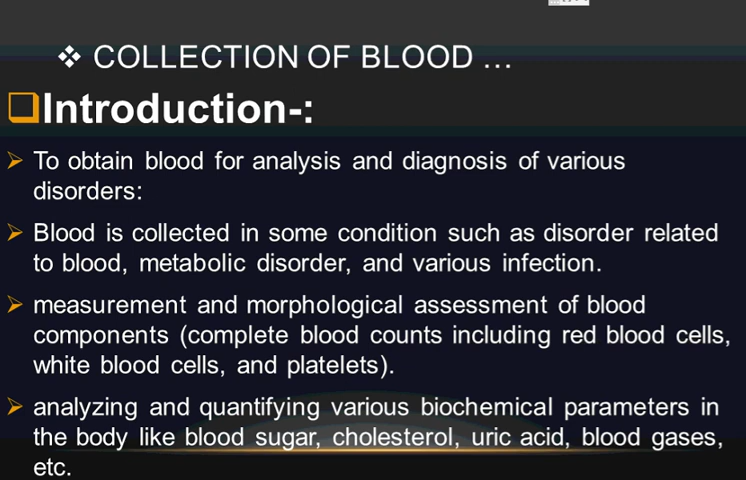 ❖ COLLECTION OF BLOOD ...
❑Introduction-:
➢ To obtain blood for analysis and diagnosis of various
disorders:
➢ Blood is collected in some condition such as disorder related
to blood, metabolic disorder, and various infection.
➢ measurement and morphological assessment of blood
components (complete blood counts including red blood cells,
white blood cells, and platelets).
➢ analyzing and quantifying various biochemical parameters in
the body like blood sugar, cholesterol, uric acid, blood gases,
etc.